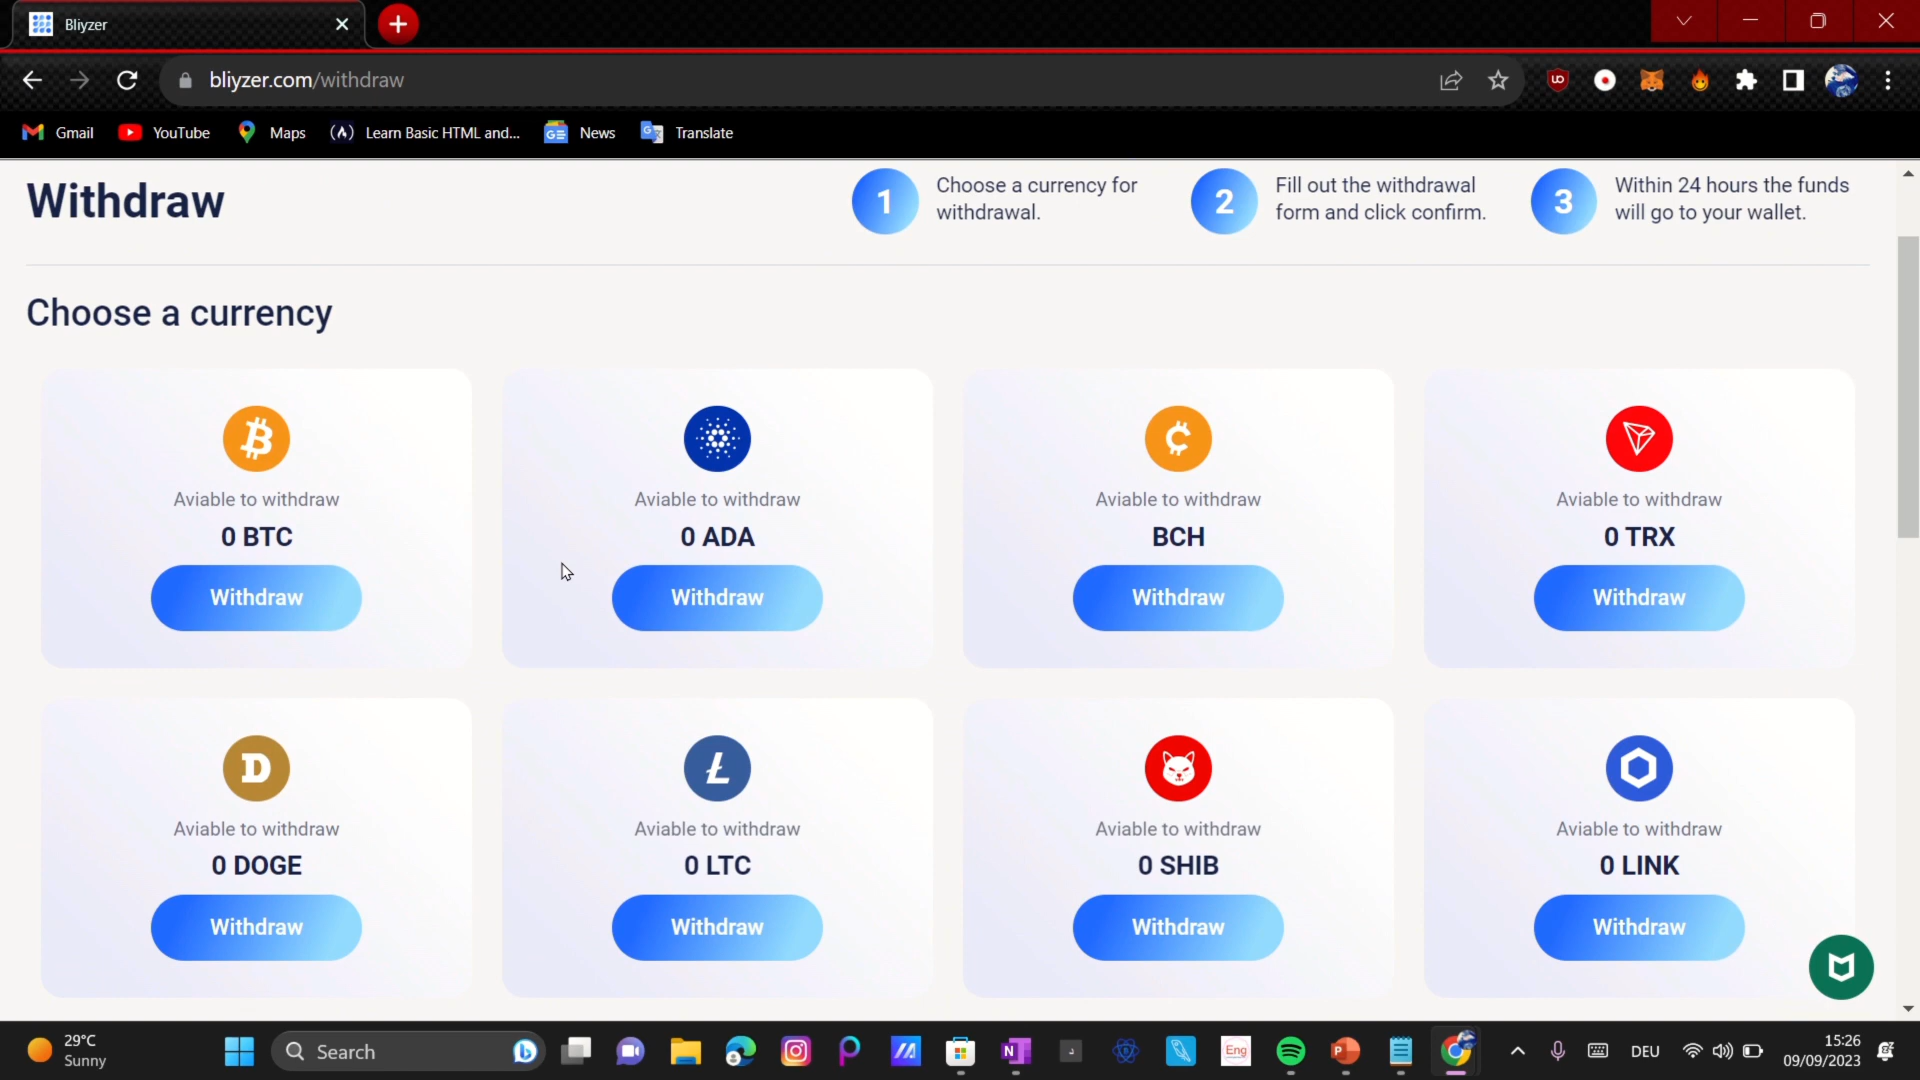 Bliyzer
bliyzer.com/withdraw
Gmail
YouTube
Maps
Learn Basic HTML and...
News
Translate
Withdraw
1
Choose a currency for
withdrawal.
2
Fill out the withdrawal
form and click confirm.
3
Within 24 hours the funds
will go to your wallet.
Choose a currency
Aviable to withdraw
0 BTC
Withdraw
Aviable to withdraw
0 ADA
Withdraw
Aviable to withdraw
BCH
Withdraw
Aviable to withdraw
0 TRX
Withdraw
Aviable to withdraw
0 DOGE
Withdraw
Aviable to withdraw
0 LTC
Withdraw
Aviable to withdraw
0 SHIB
Withdraw
Aviable to withdraw
0 LINK
Withdraw
29°C
Sunny
Search
Eng
DEU
15:26
09/09/2023